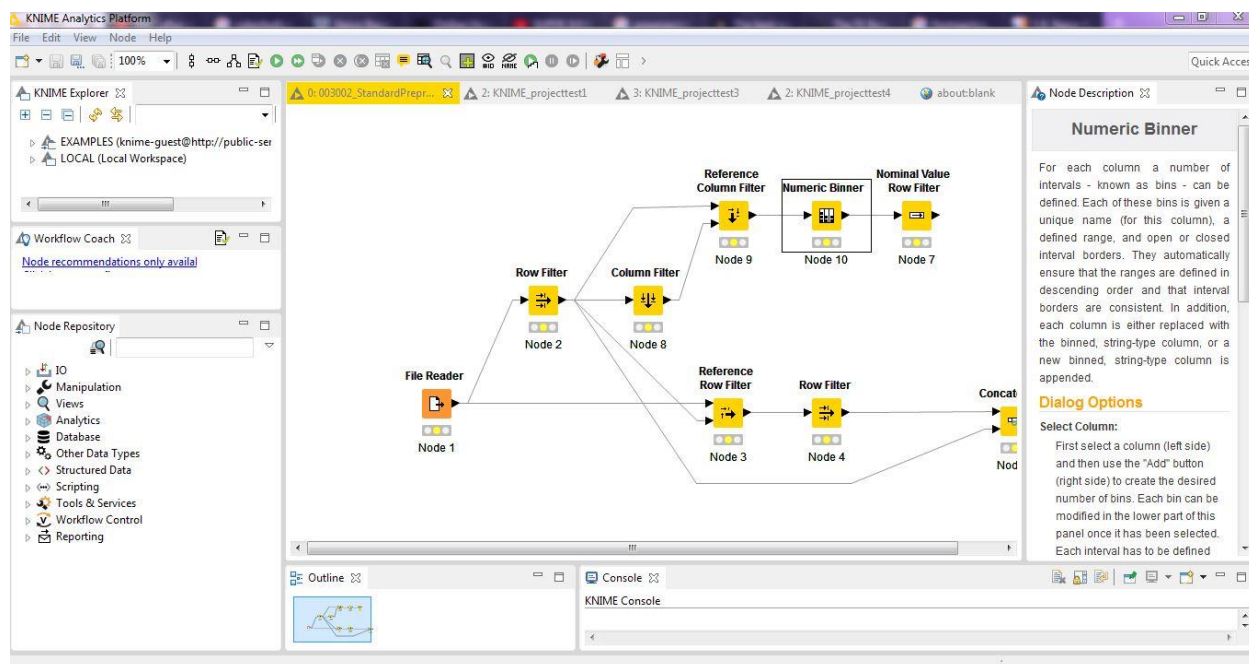 KNIME Analytics Platform
File Edit View Node Help
100%
Quick Acces
KNIME Explorer
EXAMPLES (knime-guest@http://public-ser
LOCAL (Local Workspace)
Workflow Coach
Node recommendations only availal
Node Repository
IO
Manipulation
Views
Analytics
Database
Other Data Types
Structured Data
Scripting
Tools & Services
Workflow Control
Reporting
0: 003002_StandardPrepr... 2: KNIME_projecttest1 3: KNIME_projecttest3 2: KNIME_projecttest4 about:blank
Reference
Column Filter
Numeric Binner
Nominal Value
Row Filter
Node 9
Node 10
Node 7
Row Filter
Column Filter
Node 2
Node 8
File Reader
Node 1
Reference
Row Filter
Row Filter
Concat
Node 3
Node 4
Nod
Outline
Console
KNIME Console
Node Description
Numeric Binner
For each column a number of
intervals - known as bins - can be
defined. Each of these bins is given a
unique name (for this column), a
defined range, and open or closed
interval borders. They automatically
ensure that the ranges are defined in
descending order and that interval
borders are consistent. In addition,
each column is either replaced with
the binned, string-type column, or a
new binned, string-type column is
appended.
Dialog Options
Select Column:
First select a column (left side)
and then use the "Add" button
(right side) to create the desired
number of bins. Each bin can be
modified in the lower part of this
panel once it has been selected.
Each interval has to be defined